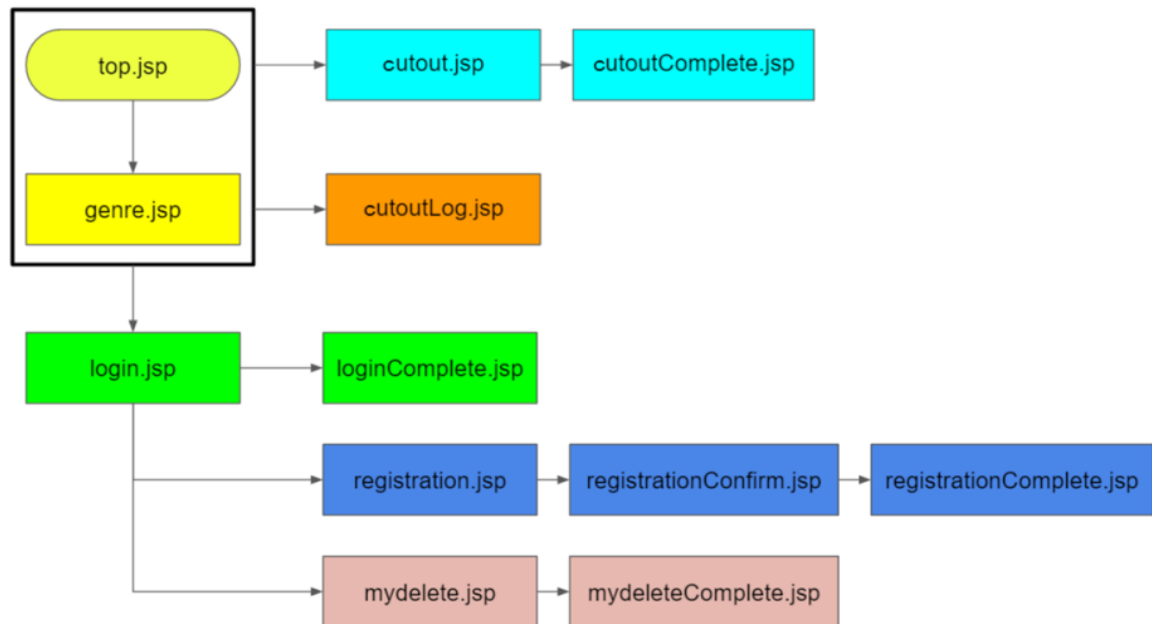 top.jsp
cutout.jsp
cutoutComplete.jsp
genre.jsp
cutoutLog.jsp
login.jsp
loginComplete.jsp
registration.jsp
registrationConfirm.jsp
registrationComplete.jsp
mydelete.jsp
mydeleteComplete.jsp